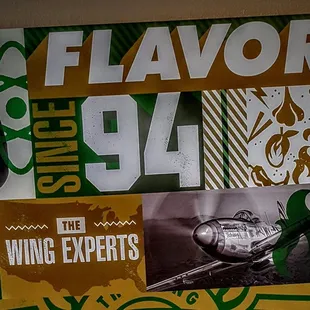 FLAVOR
SINCE
94
THE
WING EXPERTS